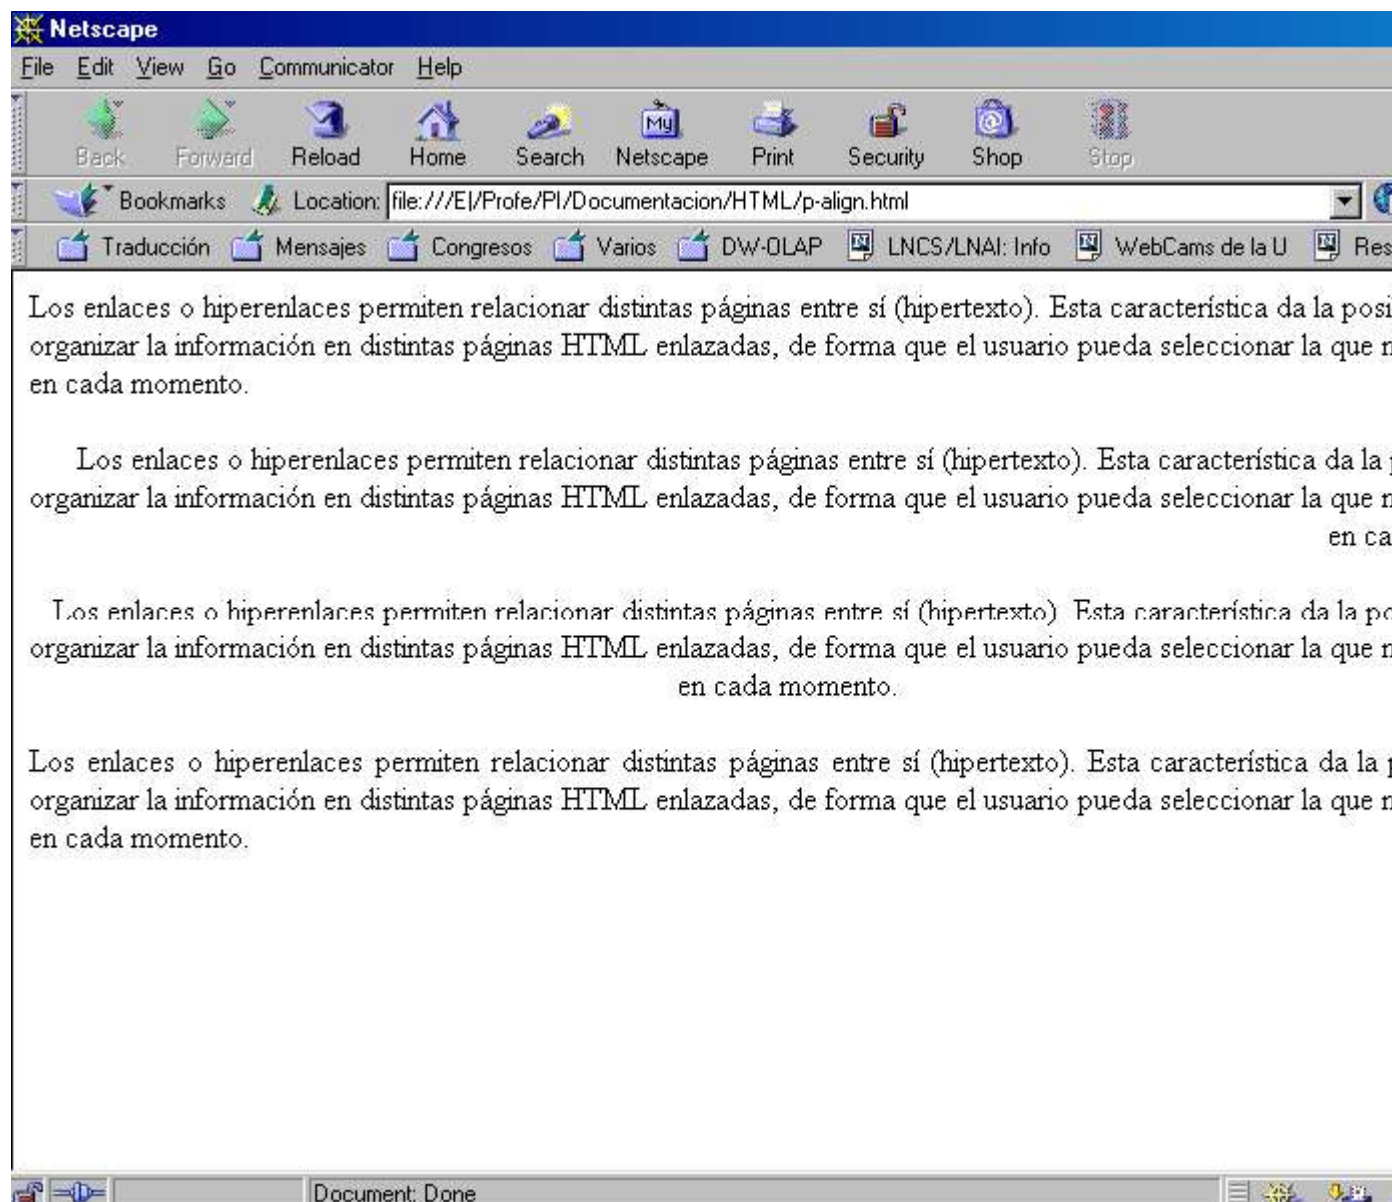 Netscape
File Edit View Go Communicator Help
Back Forward Reload Home Search Netscape Print Security Shop Stop
Bookmarks Location: file:///E|/Profe/PI/Documentacion/HTML/p-align.html
Traducción Mensajes Congresos Varios DW-OLAP LNCS/LNAI: Info WebCams de la U Res
Los enlaces o hiperenlaces permiten relacionar distintas páginas entre sí (hipertexto). Esta característica da la posi
organizar la información en distintas páginas HTML enlazadas, de forma que el usuario pueda seleccionar la que
en cada momento.
Los enlaces o hiperenlaces permiten relacionar distintas páginas entre sí (hipertexto). Esta característica da la
organizar la información en distintas páginas HTML enlazadas, de forma que el usuario pueda seleccionar la que
en ca
Los enlaces o hiperenlaces permiten relacionar distintas páginas entre sí (hipertexto) Esta característica da la po
organizar la información en distintas páginas HTML enlazadas, de forma que el usuario pueda seleccionar la que
en cada momento.
Los enlaces o hiperenlaces permiten relacionar distintas páginas entre sí (hipertexto). Esta característica da la
organizar la información en distintas páginas HTML enlazadas, de forma que el usuario pueda seleccionar la que
en cada momento.
Document: Done